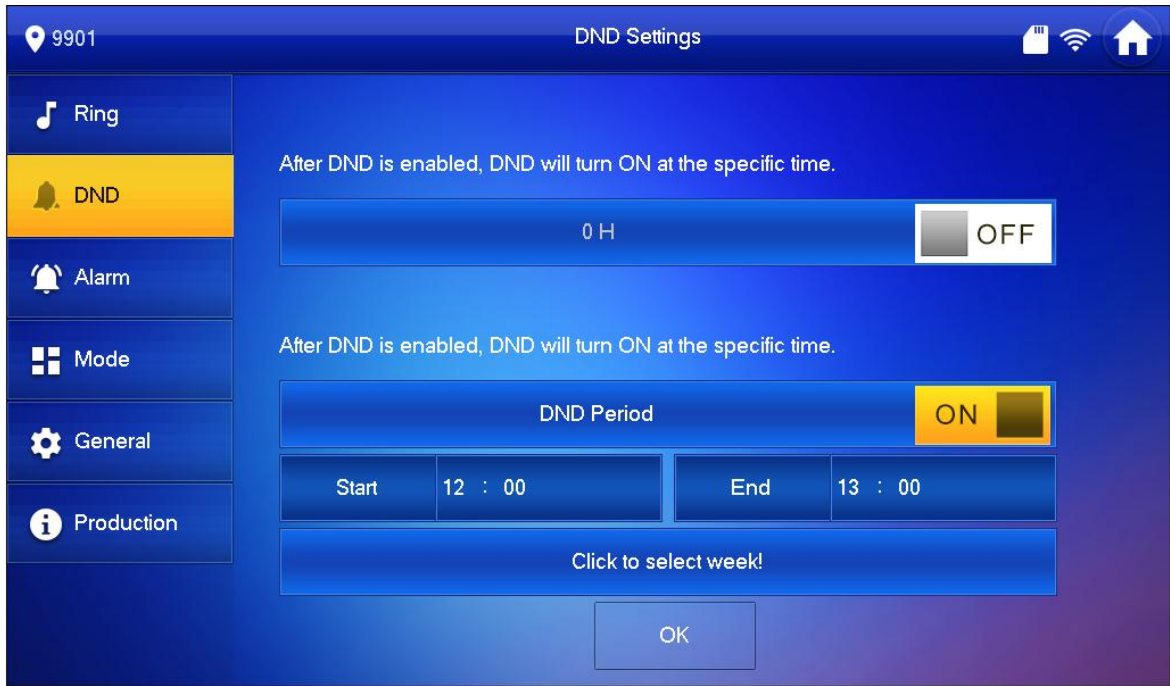 9901
DND Settings
Ring
DND
Alarm
Mode
General
Production
After DND is enabled, DND will turn ON at the specific time.
0 H
OFF
After DND is enabled, DND will turn ON at the specific time.
DND Period
ON
Start 12 : 00 End 13 : 00
Click to select week!
OK